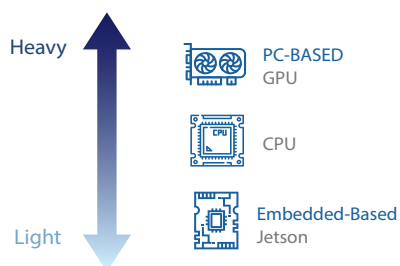 Heavy
PC-BASED
GPU
CPU
CPU
Embedded-Based
Light
Jetson